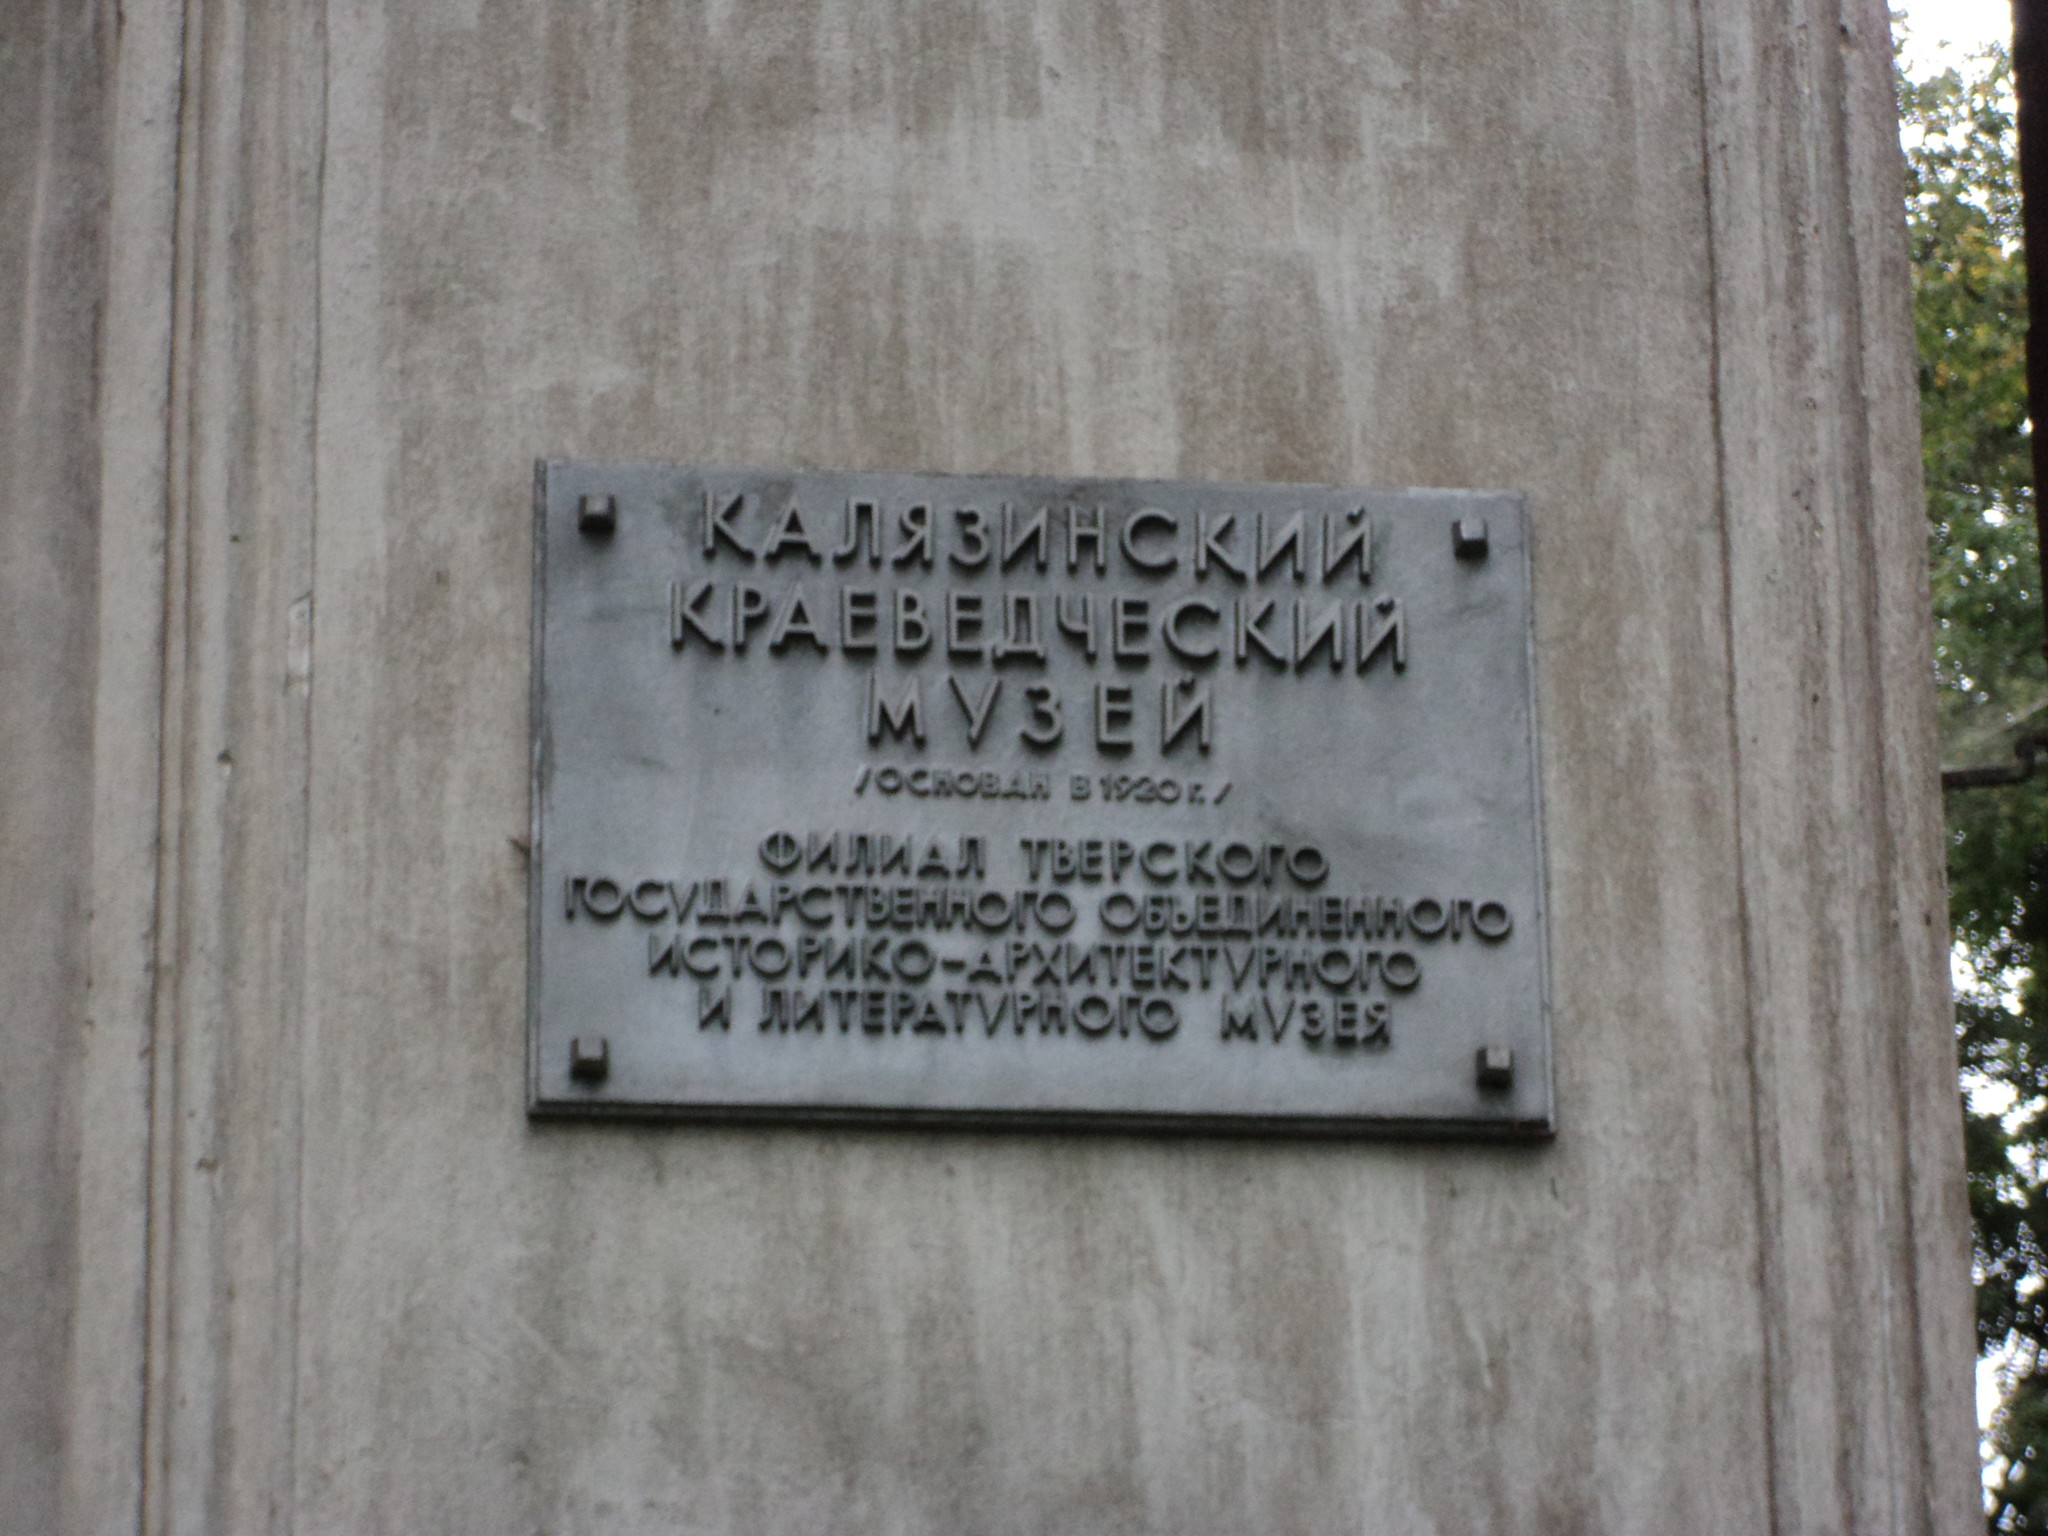 КАЛЯЗИНСКИЙ
КРАЕВЕДЧЕСКИЙ
МУЗЕЙ
/ОСНОВАН В 1920 г./
ФИЛИАЛ ТВЕРСКОГО
ГОСУДАРСТВЕННОГО ОБЪЕДИНЕННОГО
ИСТОРИКО-АРХИТЕКТУРНОГО
И ЛИТЕРАТУРНОГО МУЗЕЯ